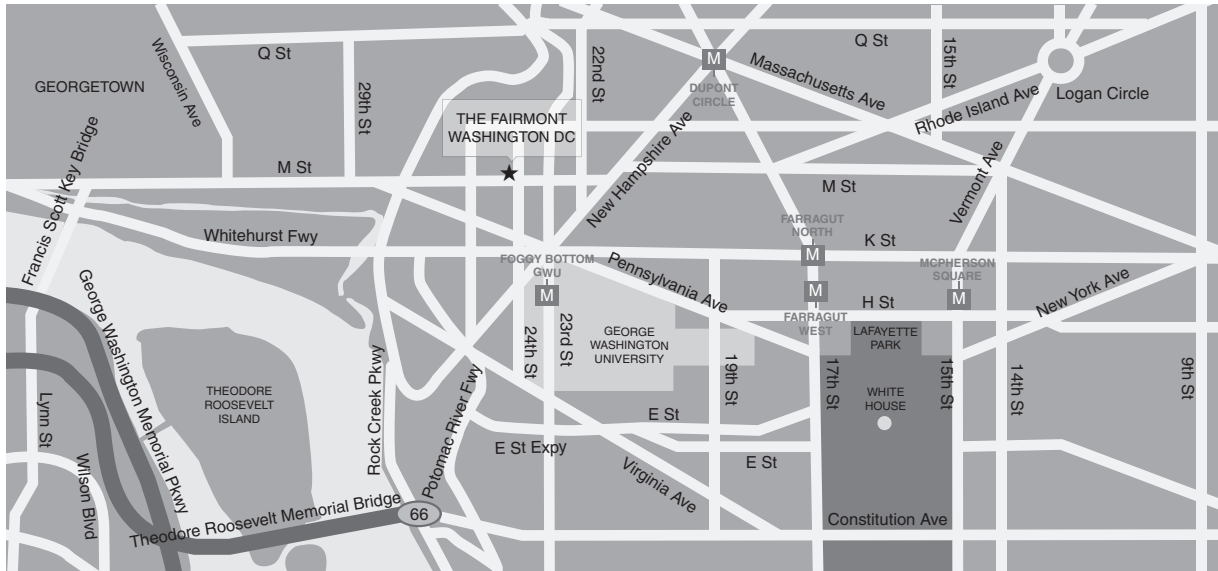 Q St
Q St
Wisconsin Ave
GEORGETOWN
29th St
22nd St
M
DUPONT
CIRCLE
Massachusetts Ave
15th St
Rhode Island Ave
Logan Circle
THE FAIRMONT
WASHINGTON DC
Francis Scott Key Bridge
M St
New Hampshire Ave
M St
Vermont Ave
Whitehurst Fwy
FARRAGUT
NORTH
M
K St
FOGGY BOTTOM
GWU
M
Pennsylvania Ave
MCPHERSON
SQUARE
M
New York Ave
M
FARRAGUT
WEST
H St
George Washington Memorial Pkwy
24th St
23rd St
GEORGE
WASHINGTON
UNIVERSITY
LAFAYETTE
PARK
19th St
17th St
WHITE
HOUSE
15th St
14th St
9th St
THEODORE
ROOSEVELT
ISLAND
Rock Creek Pkwy
Potomac River Fwy
Lynn St
Wilson Blvd
E St
E St Expy
E St
Virginia Ave
Theodore Roosevelt Memorial Bridge
66
Constitution Ave